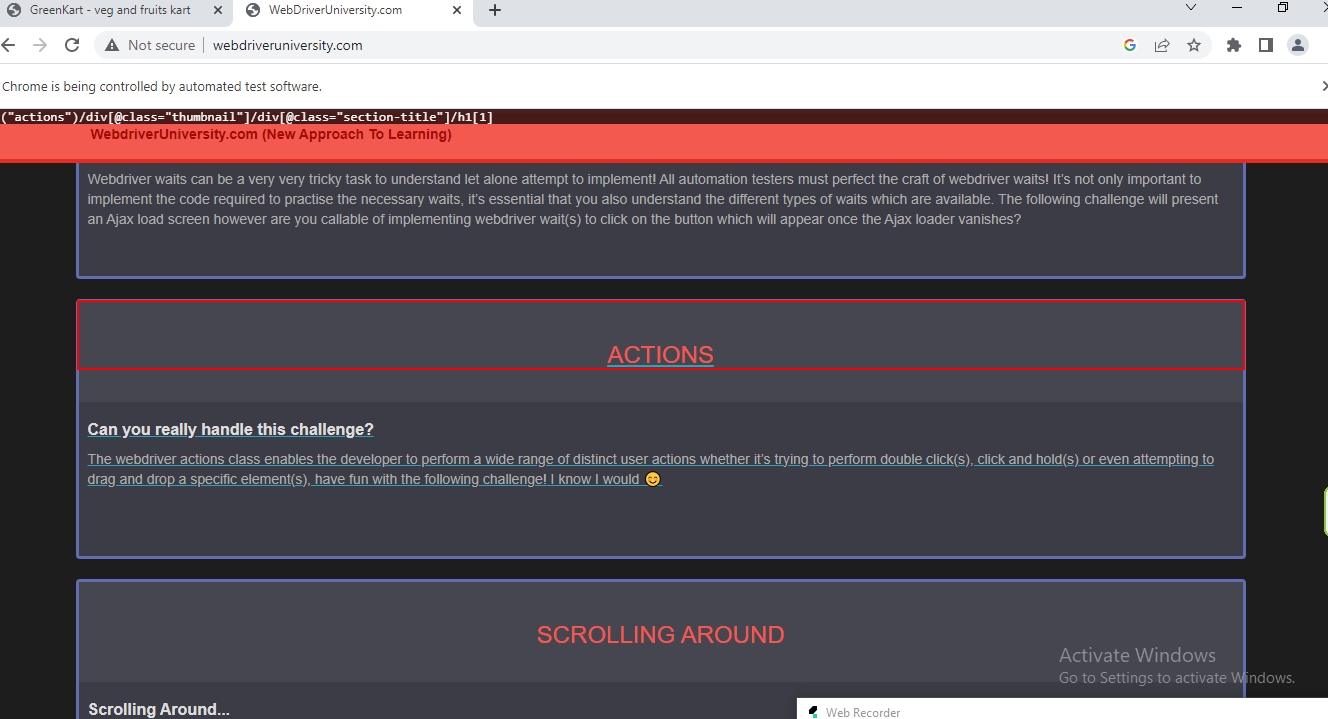 GreenKart - veg and fruits kart
WebDriverUniversity.com
Not secure
webdriveruniversity.com
Chrome is being controlled by automated test software.
("actions")/div[@class="thumbnail"]/div[@class="section-title"]/h1[1]
WebdriverUniversity.com (New Approach To Learning)
Webdriver waits can be a very very tricky task to understand let alone attempt to implement! All automation testers must perfect the craft of webdriver waits! It's not only important to
implement the code required to practise the necessary waits, it's essential that you also understand the different types of waits which are available. The following challenge will present
an Ajax load screen however are you callable of implementing webdriver wait(s) to click on the button which will appear once the Ajax loader vanishes?
ACTIONS
Can you really handle this challenge?
The webdriver actions class enables the developer to perform a wide range of distinct user actions whether it's trying to perform double click(s), click and hold(s) or even attempting to
drag and drop a specific element(s), have fun with the following challenge! I know I would 😊
SCROLLING AROUND
Activate Windows
Go to Settings to activate Windows.
Scrolling Around...
Web Recorder